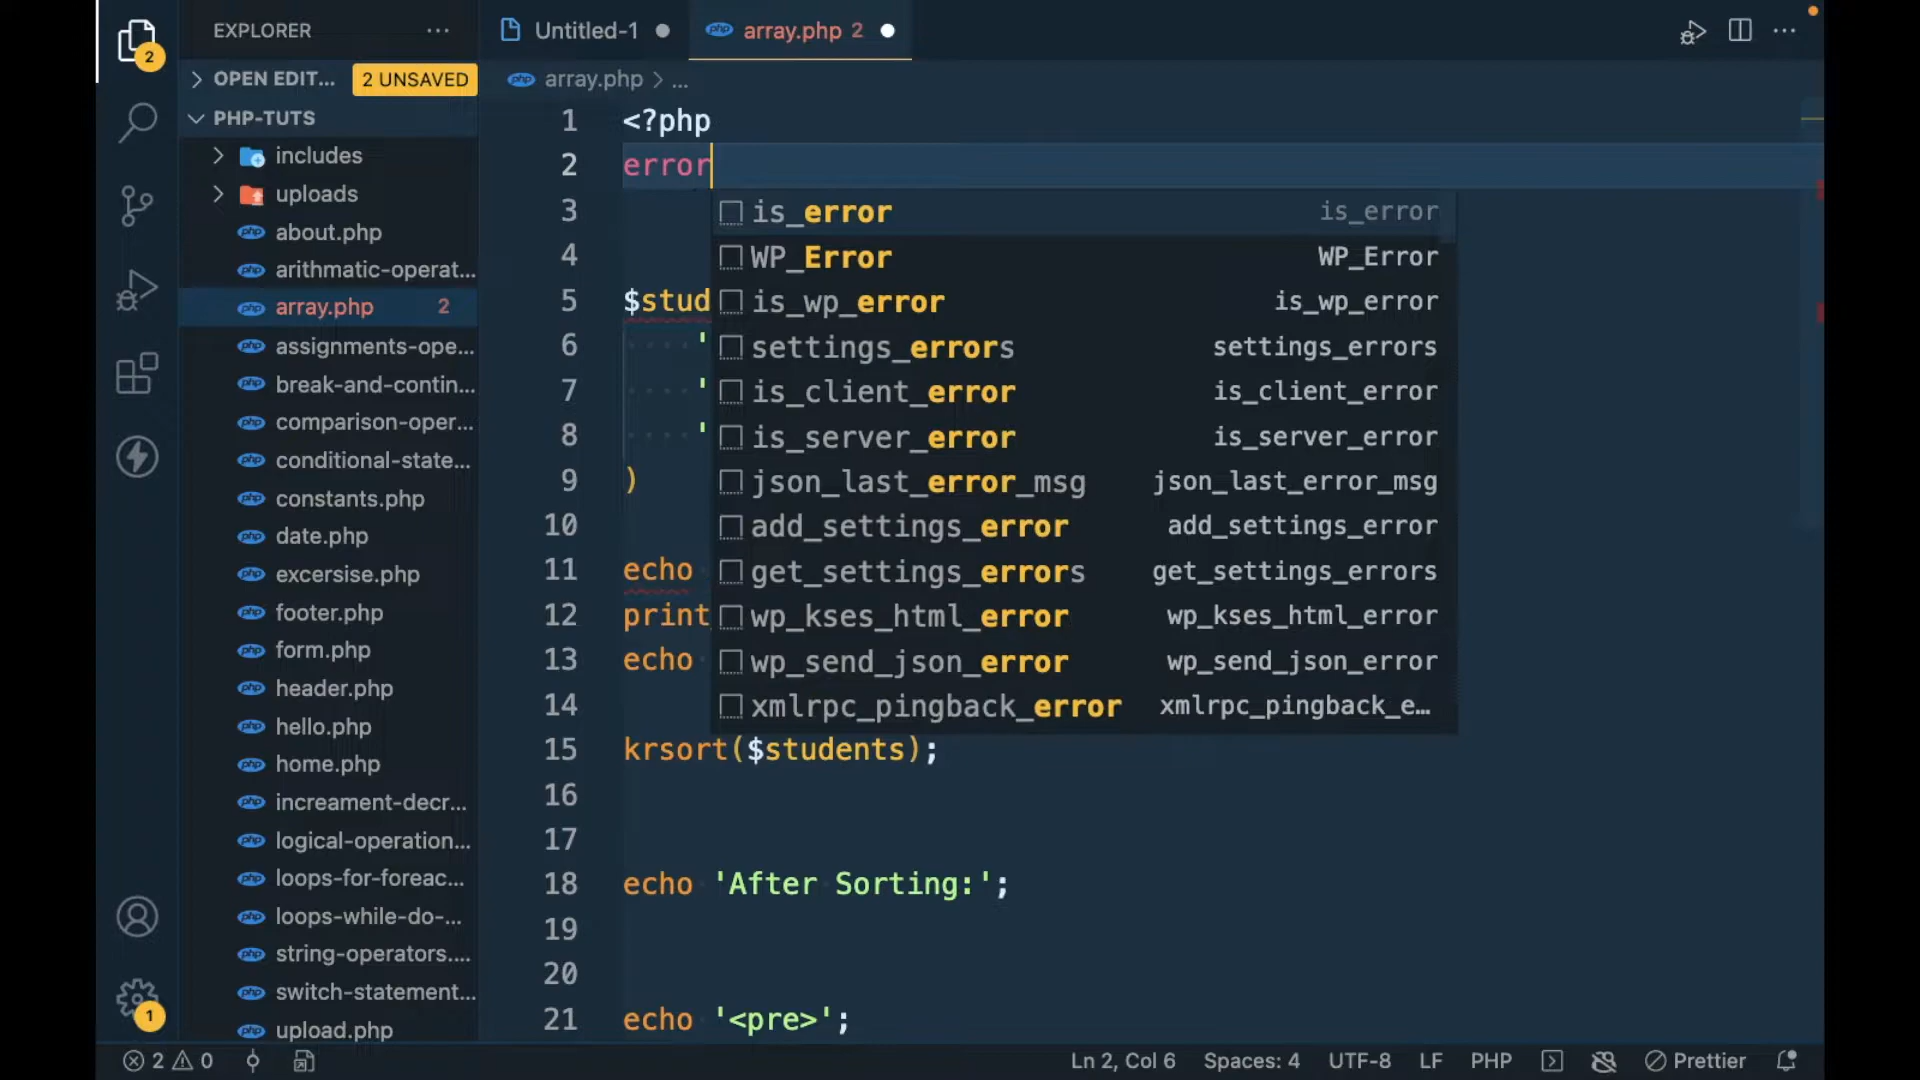 EXPLORER
Untitled-1
array.php 2
2
OPEN EDIT...
2 UNSAVED
array.php > ...
PHP-TUTS
includes
uploads
about.php
arithmatic-operat...
array.php 2
assignments-ope...
break-and-contin...
comparison-oper...
conditional-state...
constants.php
date.php
excersise.php
footer.php
form.php
header.php
hello.php
home.php
increament-decr...
logical-operation...
loops-for-foreac...
loops-while-do-...
string-operators....
switch-statement...
upload.php
1
1 <?php
2 error
3
4
5 $stud
6 '
7 '
8 '
9 )
10
11 echo
12 print
13 echo
14
15 krsort($students);
16
17
18 echo 'After Sorting:';
19
20
21 echo '<pre>';
is_error is_error
WP_Error WP_Error
is_wp_error is_wp_error
settings_errors settings_errors
is_client_error is_client_error
is_server_error is_server_error
json_last_error_msg json_last_error_msg
add_settings_error add_settings_error
get_settings_errors get_settings_errors
wp_kses_html_error wp_kses_html_error
wp_send_json_error wp_send_json_error
xmlrpc_pingback_error xmlrpc_pingback_e...
2 0
Ln 2, Col 6 Spaces: 4 UTF-8 LF PHP Prettier